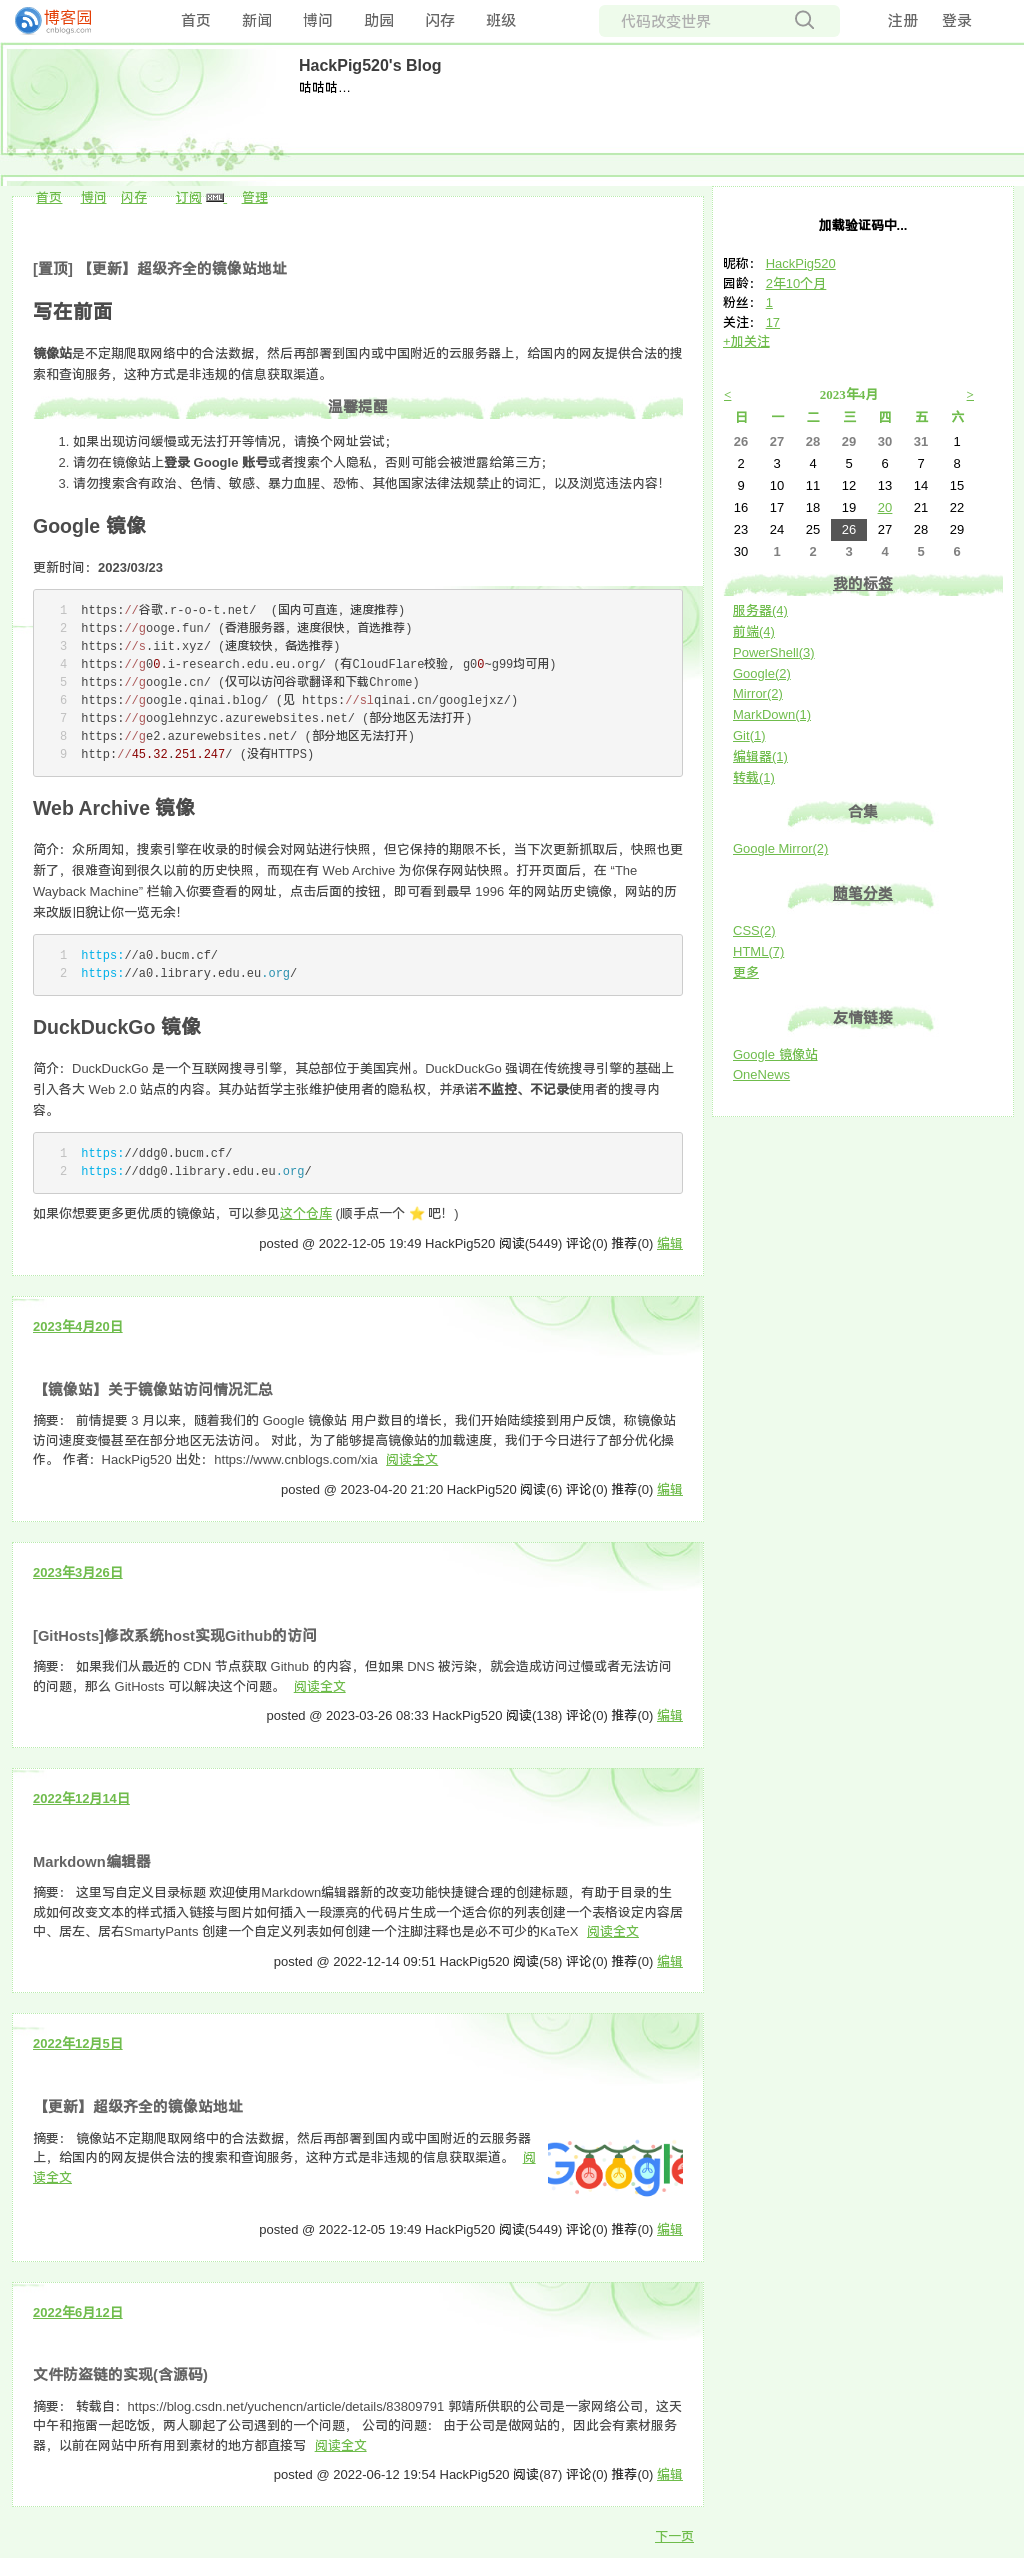 博客园
cnblogs.com
首页 新闻 博问 助园 闪存 班级
代码改变世界
注册 登录
HackPig520's Blog
咕咕咕…
首页 博问 闪存 订阅 XML 管理
[置顶] 【更新】超级齐全的镜像站地址
写在前面
镜像站是不定期爬取网络中的合法数据，然后再部署到国内或中国附近的云服务器上，给国内的网友提供合法的搜
索和查询服务，这种方式是非违规的信息获取渠道。
温馨提醒
1. 如果出现访问缓慢或无法打开等情况，请换个网址尝试；
2. 请勿在镜像站上登录 Google 账号或者搜索个人隐私，否则可能会被泄露给第三方；
3. 请勿搜索含有政治、色情、敏感、暴力血腥、恐怖、其他国家法律法规禁止的词汇，以及浏览违法内容！
Google 镜像
更新时间：2023/03/23
1 https://谷歌.r-o-o-t.net/ (国内可直连，速度推荐)
2 https://googe.fun/ (香港服务器，速度很快，首选推荐)
3 https://s.iit.xyz/ (速度较快，备选推荐)
4 https://g00.i-research.edu.eu.org/ (有CloudFlare校验, g00~g99均可用)
5 https://google.cn/ (仅可以访问谷歌翻译和下载Chrome)
6 https://google.qinai.blog/ (见 https://slqinai.cn/googlejxz/)
7 https://googlehnzyc.azurewebsites.net/ (部分地区无法打开)
8 https://ge2.azurewebsites.net/ (部分地区无法打开)
9 http://45.32.251.247/ (没有HTTPS)
Web Archive 镜像
简介：众所周知，搜索引擎在收录的时候会对网站进行快照，但它保持的期限不长，当下次更新抓取后，快照也更
新了，很难查询到很久以前的历史快照，而现在有 Web Archive 为你保存网站快照。打开页面后，在 “The
Wayback Machine” 栏输入你要查看的网址，点击后面的按钮，即可看到最早 1996 年的网站历史镜像，网站的历
来改版旧貌让你一览无余！
1 https://a0.bucm.cf/
2 https://a0.library.edu.eu.org/
DuckDuckGo 镜像
简介：DuckDuckGo 是一个互联网搜寻引擎，其总部位于美国宾州。DuckDuckGo 强调在传统搜寻引擎的基础上
引入各大 Web 2.0 站点的内容。其办站哲学主张维护使用者的隐私权，并承诺不监控、不记录使用者的搜寻内
容。
1 https://ddg0.bucm.cf/
2 https://ddg0.library.edu.eu.org/
如果你想要更多更优质的镜像站，可以参见这个仓库 (顺手点一个 ⭐ 吧！)
posted @ 2022-12-05 19:49 HackPig520 阅读(5449) 评论(0) 推荐(0) 编辑
2023年4月20日
【镜像站】关于镜像站访问情况汇总
摘要： 前情提要 3 月以来，随着我们的 Google 镜像站 用户数目的增长，我们开始陆续接到用户反馈，称镜像站
访问速度变慢甚至在部分地区无法访问。 对此，为了能够提高镜像站的加载速度，我们于今日进行了部分优化操
作。 作者：HackPig520 出处：https://www.cnblogs.com/xia 阅读全文
posted @ 2023-04-20 21:20 HackPig520 阅读(6) 评论(0) 推荐(0) 编辑
2023年3月26日
[GitHosts]修改系统host实现Github的访问
摘要： 如果我们从最近的 CDN 节点获取 Github 的内容，但如果 DNS 被污染，就会造成访问过慢或者无法访问
的问题，那么 GitHosts 可以解决这个问题。 阅读全文
posted @ 2023-03-26 08:33 HackPig520 阅读(138) 评论(0) 推荐(0) 编辑
2022年12月14日
Markdown编辑器
摘要： 这里写自定义目录标题 欢迎使用Markdown编辑器新的改变功能快捷键合理的创建标题，有助于目录的生
成如何改变文本的样式插入链接与图片如何插入一段漂亮的代码片生成一个适合你的列表创建一个表格设定内容居
中、居左、居右SmartyPants 创建一个自定义列表如何创建一个注脚注释也是必不可少的KaTeX 阅读全文
posted @ 2022-12-14 09:51 HackPig520 阅读(58) 评论(0) 推荐(0) 编辑
2022年12月5日
【更新】超级齐全的镜像站地址
摘要： 镜像站不定期爬取网络中的合法数据，然后再部署到国内或中国附近的云服务器
上，给国内的网友提供合法的搜索和查询服务，这种方式是非违规的信息获取渠道。 阅
读全文
Google
posted @ 2022-12-05 19:49 HackPig520 阅读(5449) 评论(0) 推荐(0) 编辑
2022年6月12日
文件防盗链的实现(含源码)
摘要： 转载自：https://blog.csdn.net/yuchencn/article/details/83809791 郭靖所供职的公司是一家网络公司，这天
中午和拖雷一起吃饭，两人聊起了公司遇到的一个问题， 公司的问题： 由于公司是做网站的，因此会有素材服务
器，以前在网站中所有用到素材的地方都直接写 阅读全文
posted @ 2022-06-12 19:54 HackPig520 阅读(87) 评论(0) 推荐(0) 编辑
下一页
加载验证码中...
昵称： HackPig520
园龄： 2年10个月
粉丝： 1
关注： 17
+加关注
< 2023年4月 >
日 一 二 三 四 五 六
26 27 28 29 30 31 1
2 3 4 5 6 7 8
9 10 11 12 13 14 15
16 17 18 19 20 21 22
23 24 25 26 27 28 29
30 1 2 3 4 5 6
我的标签
服务器(4)
前端(4)
PowerShell(3)
Google(2)
Mirror(2)
MarkDown(1)
Git(1)
编辑器(1)
转载(1)
合集
Google Mirror(2)
随笔分类
CSS(2)
HTML(7)
更多
友情链接
Google 镜像站
OneNews